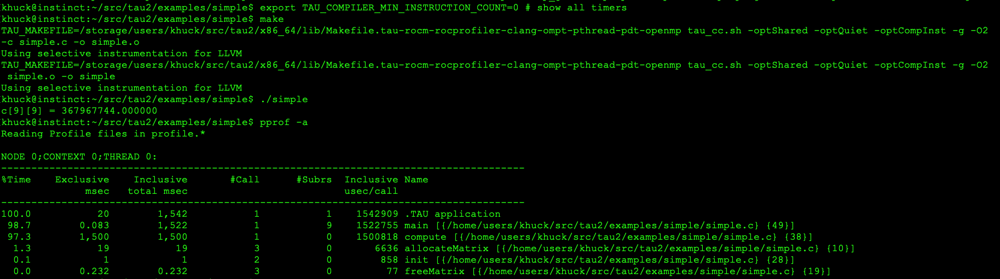 khuck@instinct:~/src/tau2/examples/simple$ export TAU_COMPILER_MIN_INSTRUCTION_COUNT=0 # show all timers
khuck@instinct:~/src/tau2/examples/simple$ make
TAU_MAKEFILE=/storage/users/khuck/src/tau2/x86_64/lib/Makefile.tau-rocm-rocprofiler-clang-ompt-pthread-pdt-openmp tau_cc.sh -optShared -optQuiet -optCompInst -g -O2
-c simple.c -o simple.o
Using selective instrumentation for LLVM
TAU_MAKEFILE=/storage/users/khuck/src/tau2/x86_64/lib/Makefile.tau-rocm-rocprofiler-clang-ompt-pthread-pdt-openmp tau_cc.sh -optShared -optQuiet -optCompInst -g -O2
simple.o -o simple
Using selective instrumentation for LLVM
khuck@instinct:~/src/tau2/examples/simple$ ./simple
c[9][9] = 367967744.000000
khuck@instinct:~/src/tau2/examples/simple$ pprof -a
Reading Profile files in profile.*
NODE 0;CONTEXT 0;THREAD 0:
---------------------------------------------------------------------------------------
%Time    Exclusive    Inclusive       #Call      #Subrs  Inclusive Name
              msec   total msec                          usec/call
---------------------------------------------------------------------------------------
100.0           20        1,542           1           1    1542909 .TAU application
 98.7        0.083        1,522           1           9    1522755 main [{/home/users/khuck/src/tau2/examples/simple/simple.c} {49}]
 97.3        1,500        1,500           1           0    1500818 compute [{/home/users/khuck/src/tau2/examples/simple/simple.c} {38}]
  1.3           19           19           3           0       6636 allocateMatrix [{/home/users/khuck/src/tau2/examples/simple/simple.c} {10}]
  0.1            1            1           2           0        858 init [{/home/users/khuck/src/tau2/examples/simple/simple.c} {28}]
  0.0        0.232        0.232           3           0         77 freeMatrix [{/home/users/khuck/src/tau2/examples/simple/simple.c} {19}]